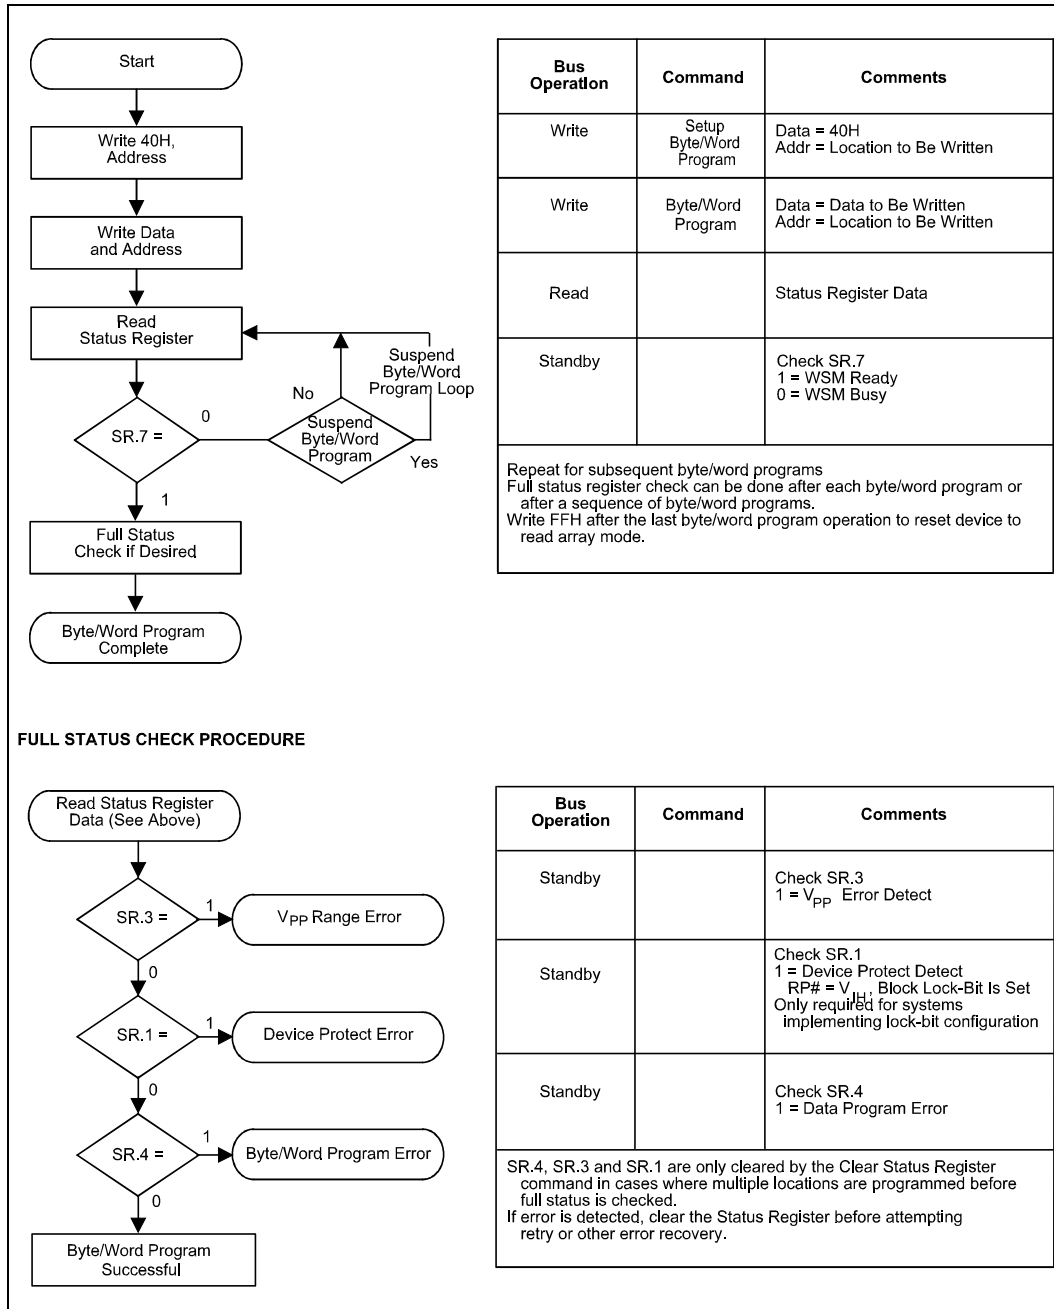 Start
Write 40H,
Address
Write Data
and Address
Read
Status Register
SR.7 =
0
1
No
Suspend
Byte/Word
Program
Yes
Suspend
Byte/Word
Program Loop
Full Status
Check if Desired
Byte/Word Program
Complete
Bus
Operation
Command
Comments
Write
Setup
Byte/Word
Program
Data = 40H
Addr = Location to Be Written
Write
Byte/Word
Program
Data = Data to Be Written
Addr = Location to Be Written
Read
Status Register Data
Standby
Check SR.7
1 = WSM Ready
0 = WSM Busy
Repeat for subsequent byte/word programs
Full status register check can be done after each byte/word program or
after a sequence of byte/word programs.
Write FFH after the last byte/word program operation to reset device to
read array mode.
FULL STATUS CHECK PROCEDURE
Read Status Register
Data (See Above)
SR.3 =
1
VPP Range Error
0
SR.1 =
1
Device Protect Error
0
SR.4 =
1
Byte/Word Program Error
0
Byte/Word Program
Successful
Bus
Operation
Command
Comments
Standby
Check SR.3
1 = VPP Error Detect
Standby
Check SR.1
1 = Device Protect Detect
RP# = VIH, Block Lock-Bit Is Set
Only required for systems
implementing lock-bit configuration
Standby
Check SR.4
1 = Data Program Error
SR.4, SR.3 and SR.1 are only cleared by the Clear Status Register
command in cases where multiple locations are programmed before
full status is checked.
If error is detected, clear the Status Register before attempting
retry or other error recovery.